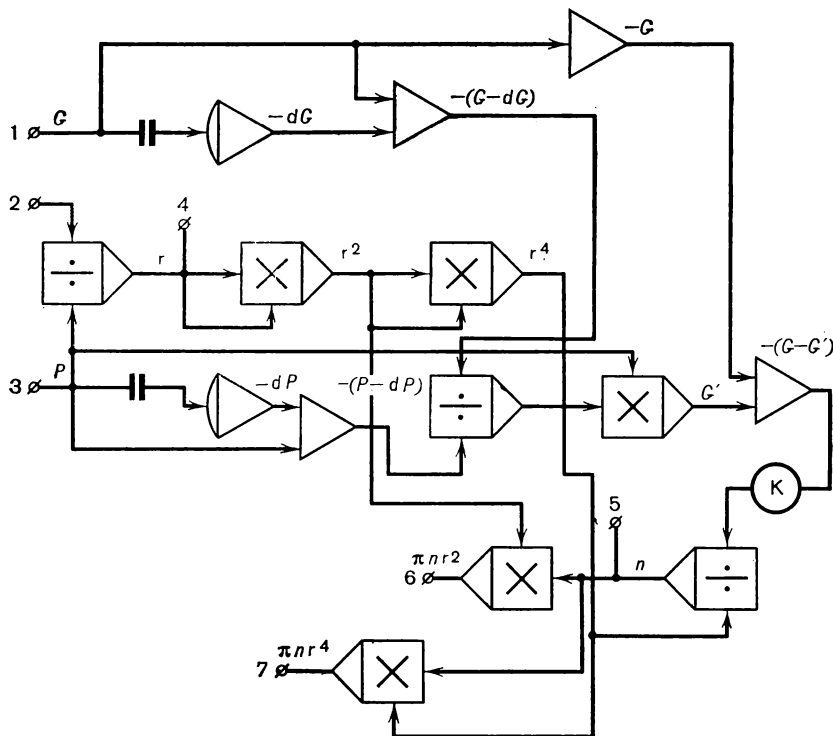 -G
1 G
-dG
-(G-dG)
2
4
r
r²
r⁴
3 P
-dP
-(P-dP)
G'
-(G-G')
K
5
n
πnr²
6
πnr⁴
7